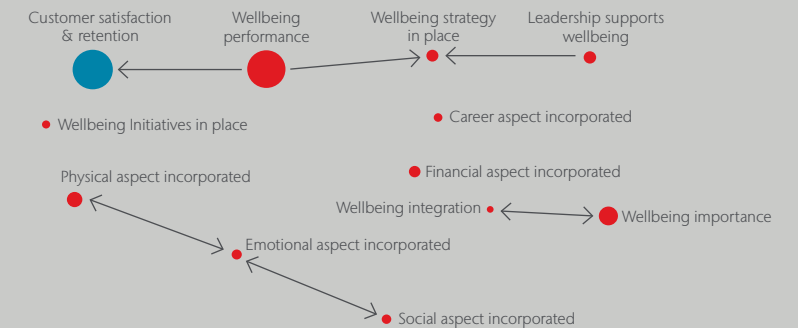 Customer satisfaction
& retention
Wellbeing
performance
Wellbeing strategy
in place
Leadership supports
wellbeing
Wellbeing Initiatives in place
Career aspect incorporated
Physical aspect incorporated
Financial aspect incorporated
Wellbeing integration
Wellbeing importance
Emotional aspect incorporated
Social aspect incorporated